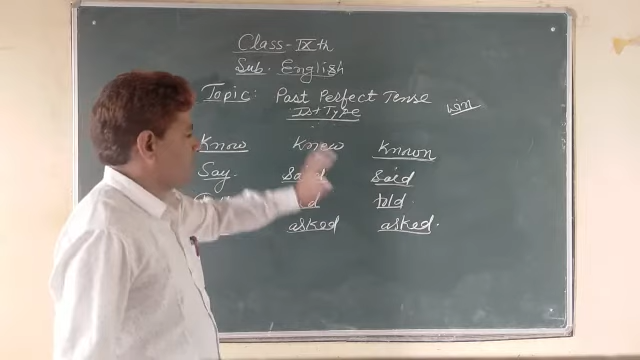 Class-IXth
Sub. English
Topic: Past Perfect Tense
Ist Type
win
Know Knew Known
Say Said Said
told
asked asked.